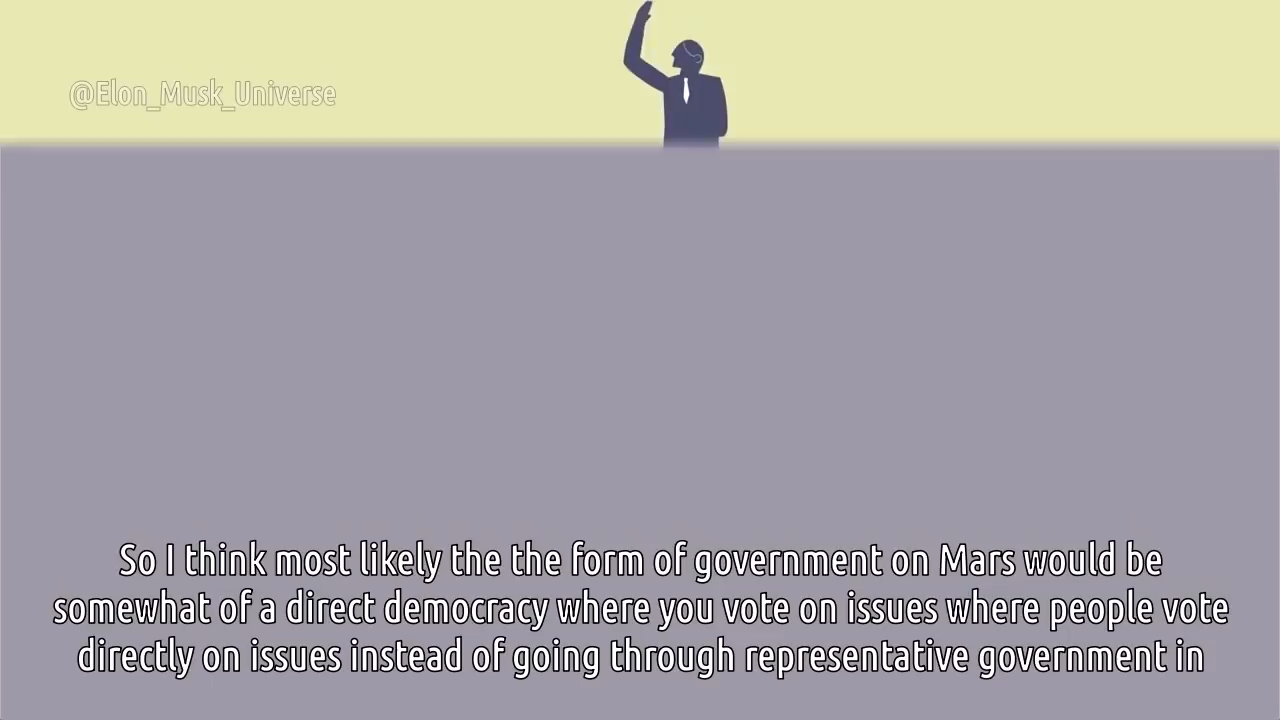 @Elon_Musk_Universe
So I think most likely the the form of government on Mars would be
somewhat of a direct democracy where you vote on issues where people vote
directly on issues instead of going through representative government in